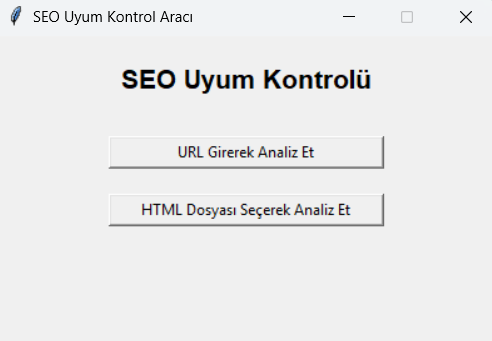 SEO Uyum Kontrol Aracı
SEO Uyum Kontrolü
URL Girerek Analiz Et
HTML Dosyası Seçerek Analiz Et